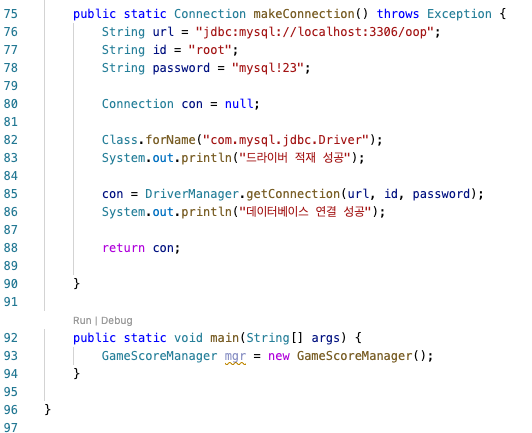 75 public static Connection makeConnection() throws Exception {
76 String url = "jdbc:mysql://localhost:3306/oop";
77 String id = "root";
78 String password = "mysql!23";
79
80 Connection con = null;
81
82 Class.forName("com.mysql.jdbc.Driver");
83 System.out.println("드라이버 적재 성공");
84
85 con = DriverManager.getConnection(url, id, password);
86 System.out.println("데이터베이스 연결 성공");
87
88 return con;
89
90 }
91
Run | Debug
92 public static void main(String[] args) {
93 GameScoreManager mgr = new GameScoreManager();
94 }
95
96 }
97